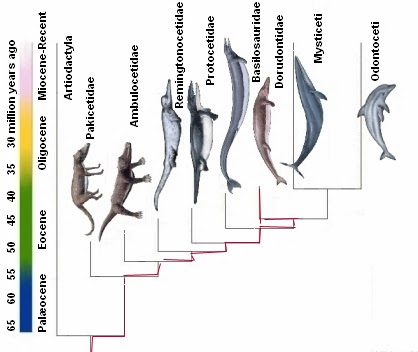 65 60 55 50 45 40 35 30 million years ago
Palæocene Eocene Oligocene Miocene-Recent
Artiodactyla
Pakicetidae
Ambulocetidae
Remingtonocetidae
Protocetidae
Basilosauridae
Dorudontidae
Mysticeti
Odontoceti